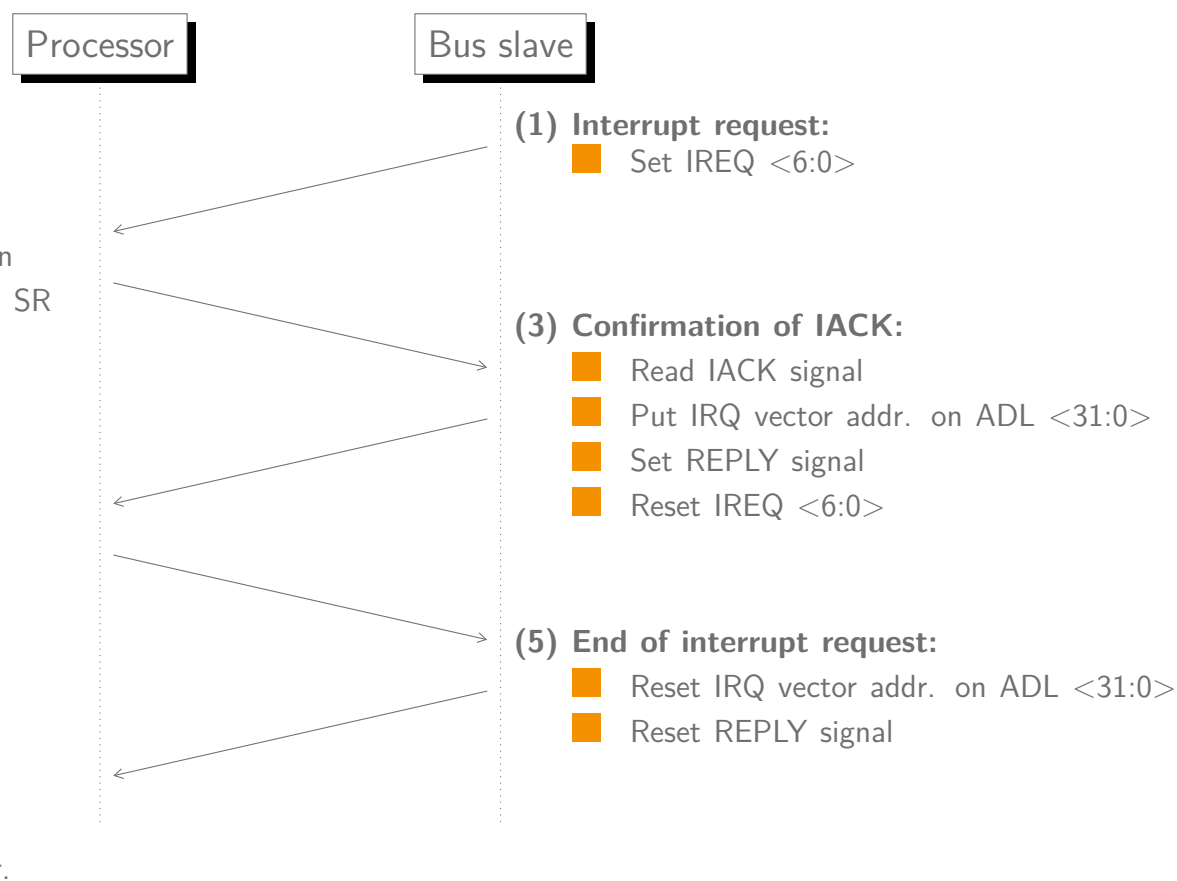 Processor
Bus slave
(1) Interrupt request:
Set IREQ <6:0>
n
SR
(3) Confirmation of IACK:
Read IACK signal
Put IRQ vector addr. on ADL <31:0>
Set REPLY signal
Reset IREQ <6:0>
(5) End of interrupt request:
Reset IRQ vector addr. on ADL <31:0>
Reset REPLY signal